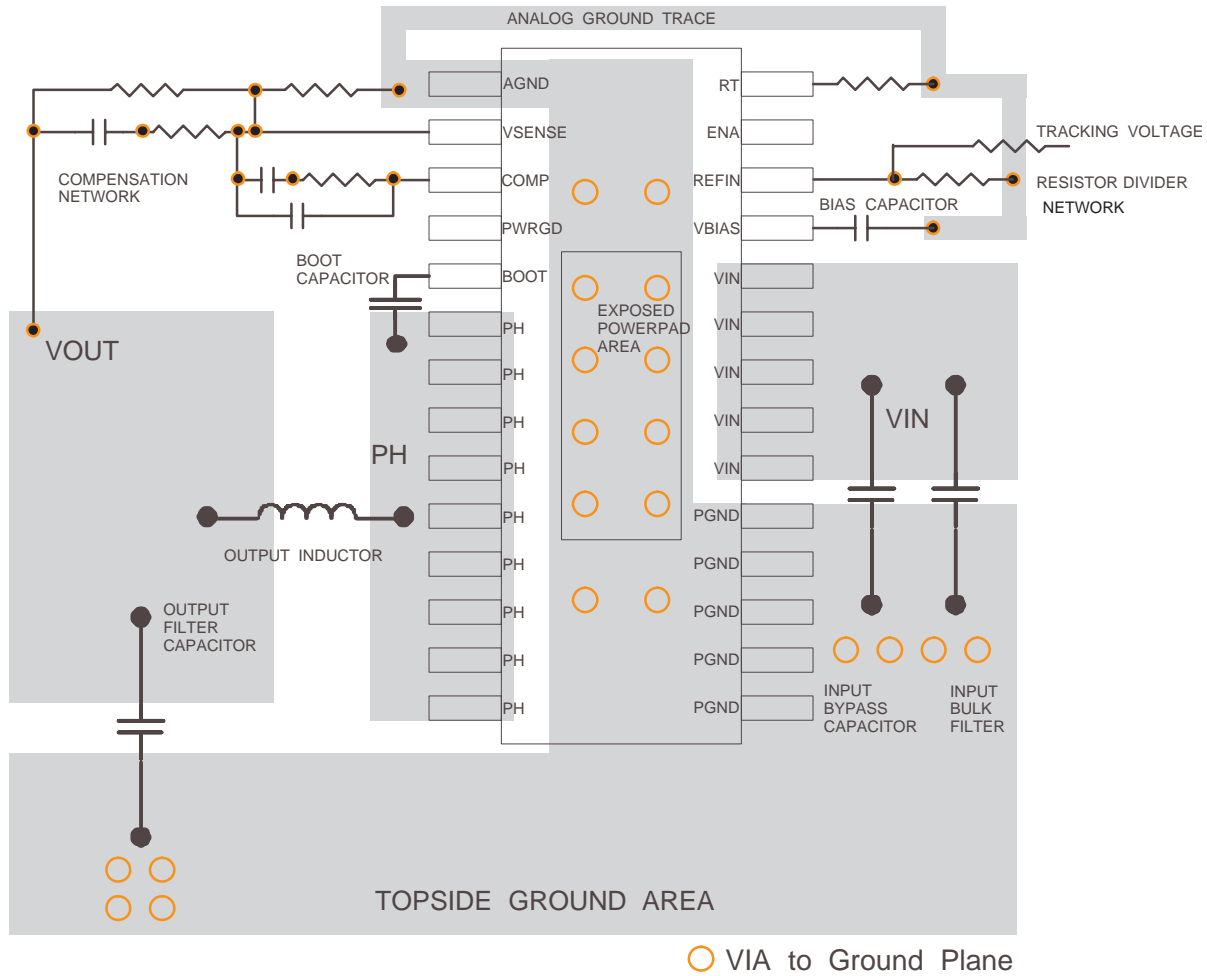 ANALOG GROUND TRACE
AGND
RT
VSENSE
ENA
TRACKING VOLTAGE
COMPENSATION
NETWORK
COMP
REFIN
RESISTOR DIVIDER
NETWORK
BIAS CAPACITOR
PWRGD
VBIAS
BOOT
CAPACITOR
BOOT
VIN
EXPOSED
POWERPAD
AREA
PH
VIN
VOUT
PH
VIN
VIN
PH
VIN
PH
PH
VIN
PH
PGND
OUTPUT INDUCTOR
PH
PGND
OUTPUT
FILTER
CAPACITOR
PH
PGND
PH
PGND
PH
PGND
INPUT
BYPASS
CAPACITOR
INPUT
BULK
FILTER
TOPSIDE GROUND AREA
VIA to Ground Plane